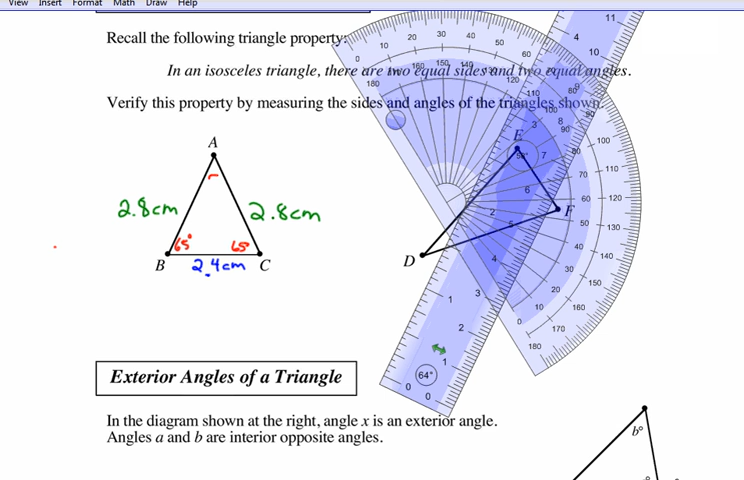 View Insert Format Math Draw Help
Recall the following triangle property:
In an isosceles triangle, there are two equal sides and two equal angles.
Verify this property by measuring the sides and angles of the triangles shown.
A
2.8cm 2.8cm
65° 65°
B 2.4cm C
E
F
D
64°
Exterior Angles of a Triangle
In the diagram shown at the right, angle x is an exterior angle.
Angles a and b are interior opposite angles.
b°